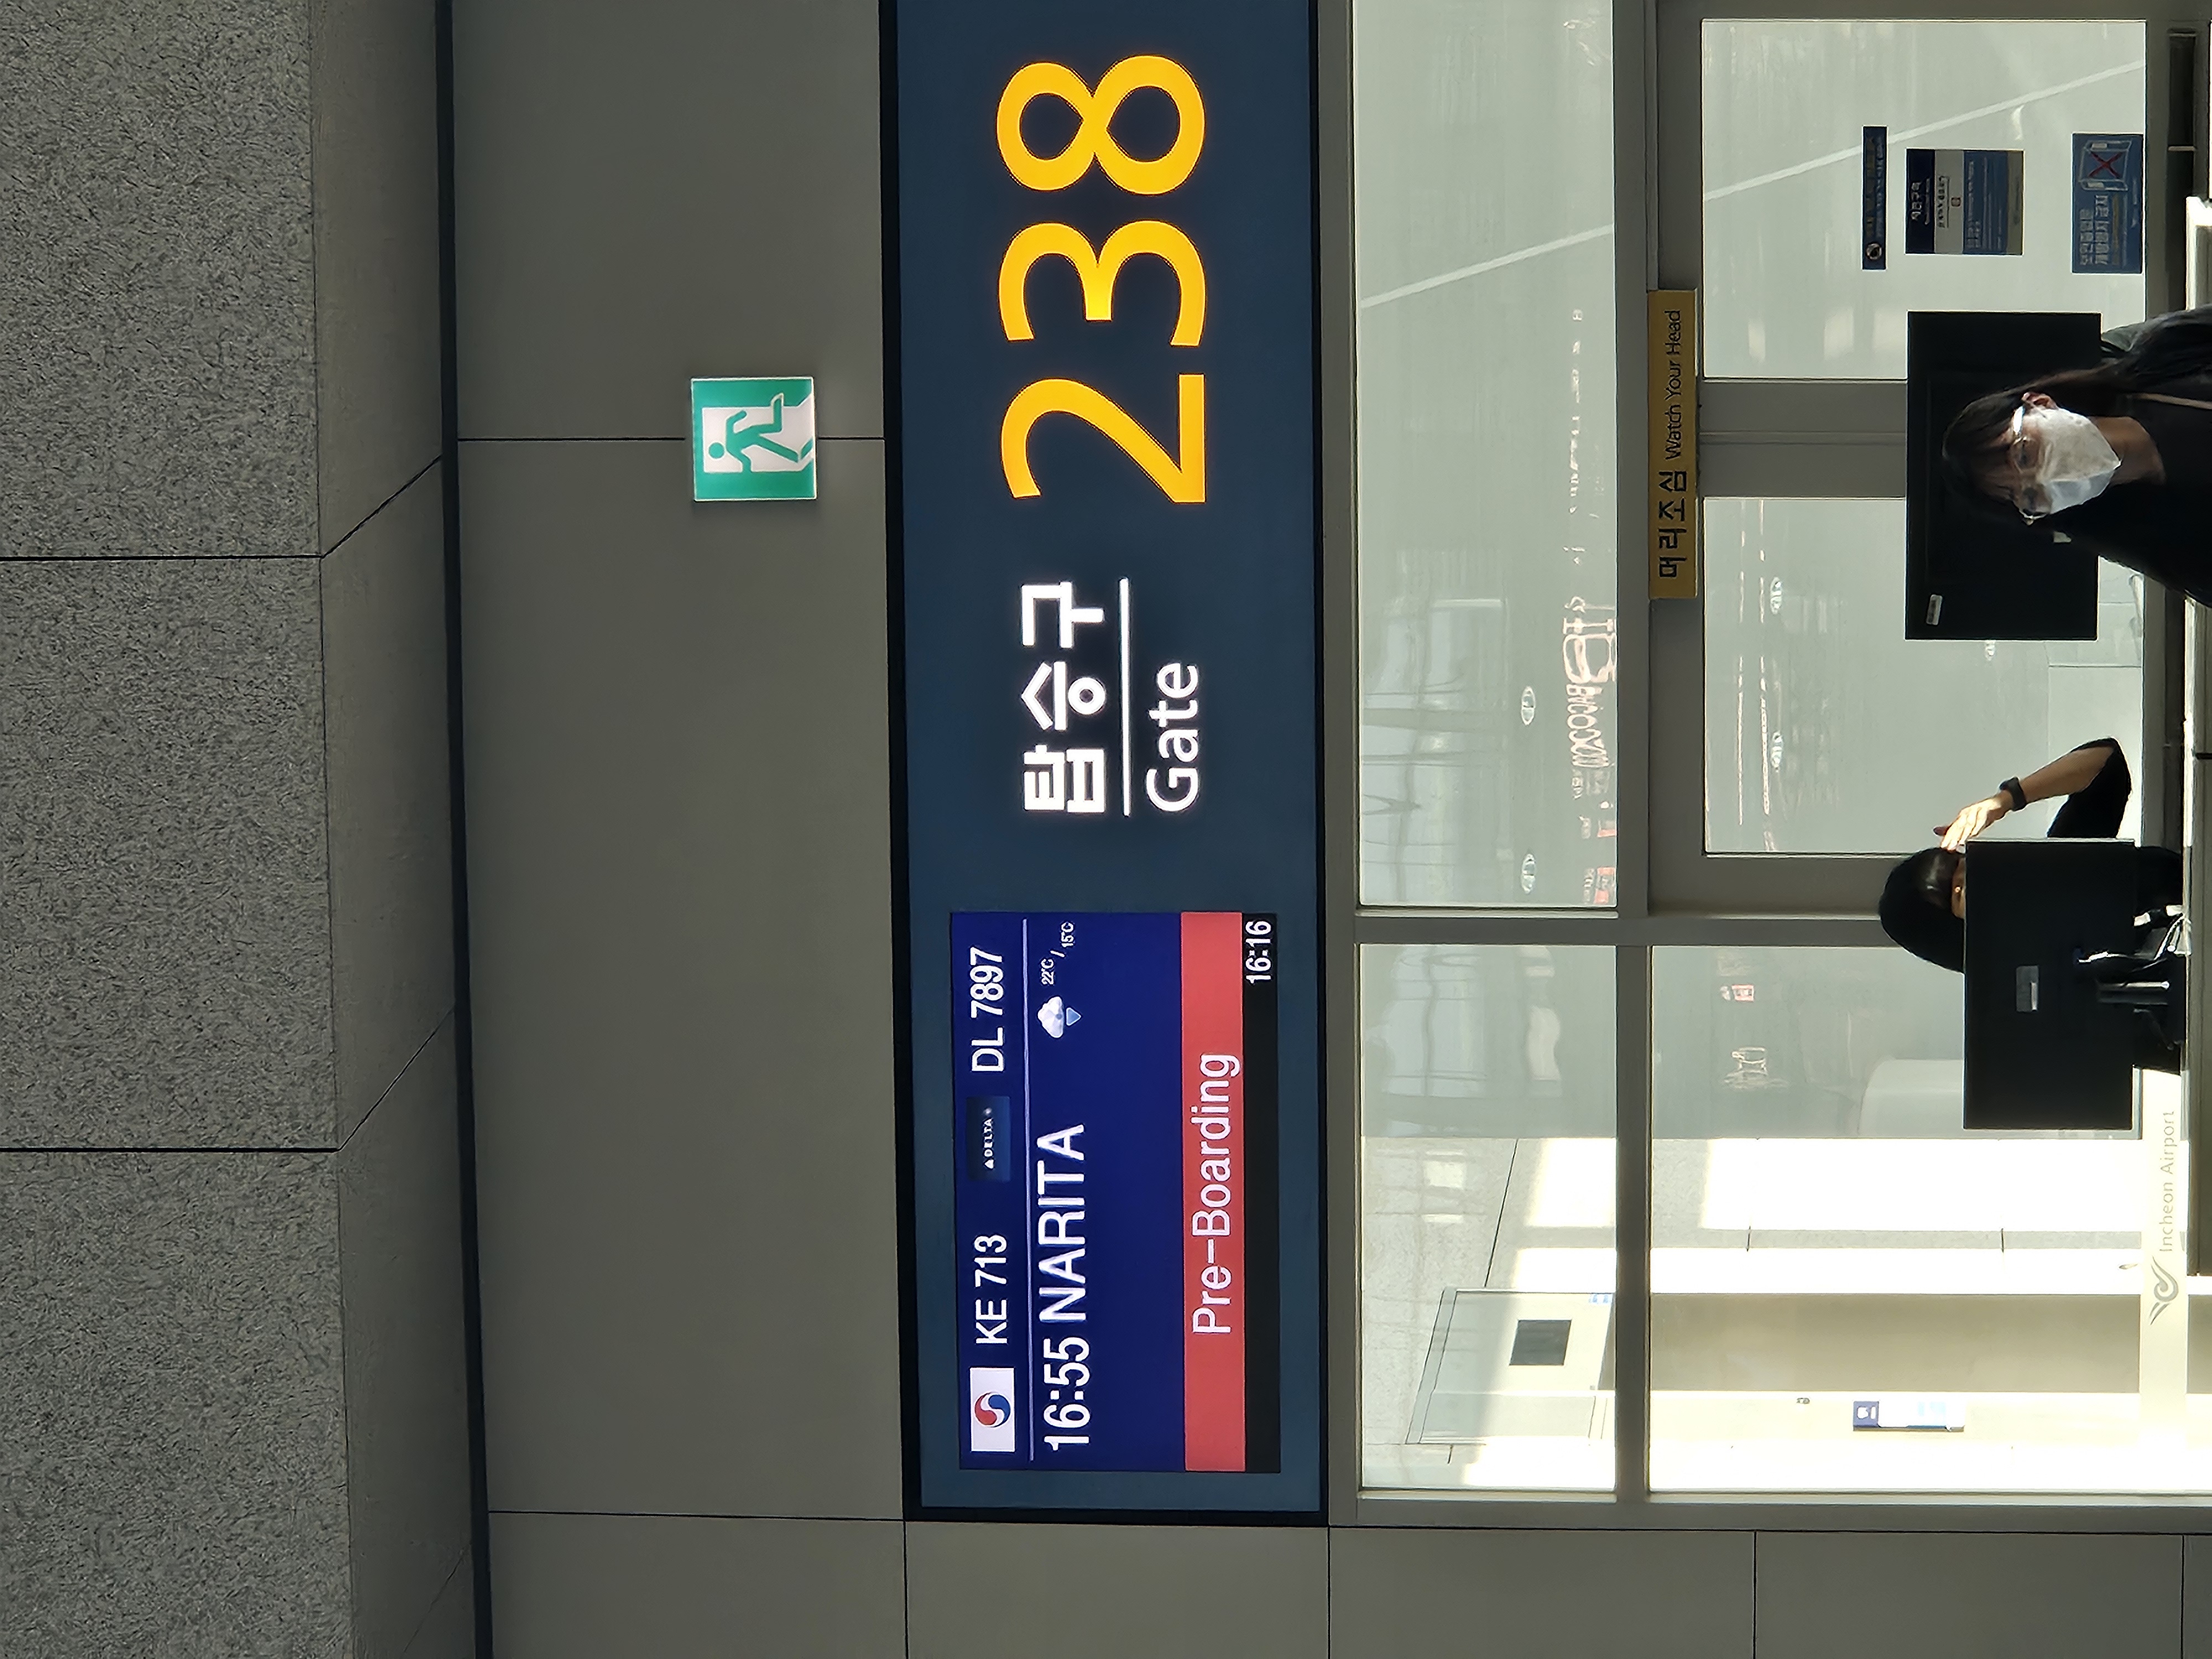 KE 713 DELTA DL 7897
16:55 NARITA 22℃ / 15℃
Pre-Boarding
16:16
탑승구
Gate
238
머리조심 Watch Your Head
Incheon Airport